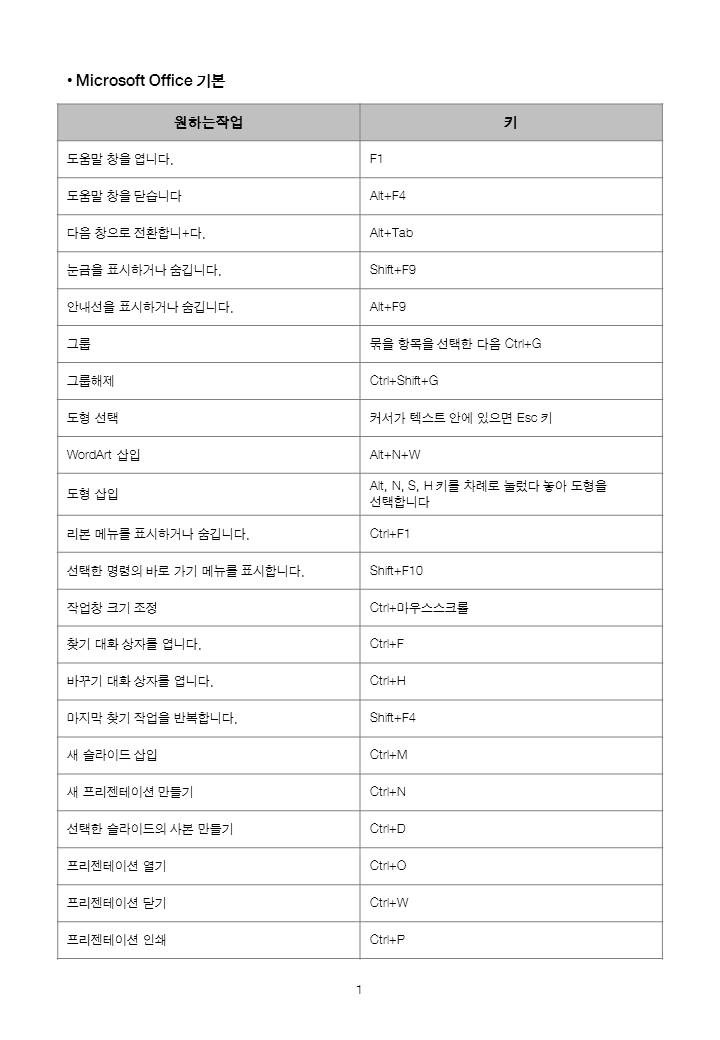 • Microsoft Office 기본
원하는작업 키
도움말 창을 엽니다. F1
도움말 창을 닫습니다 Alt+F4
다음 창으로 전환합니+다. Alt+Tab
눈금을 표시하거나 숨깁니다. Shift+F9
안내선을 표시하거나 숨깁니다. Alt+F9
그룹 묶을 항목을 선택한 다음 Ctrl+G
그룹해제 Ctrl+Shift+G
도형 선택 커서가 텍스트 안에 있으면 Esc 키
WordArt 삽입 Alt+N+W
도형 삽입 Alt, N, S, H 키를 차례로 눌렀다 놓아 도형을
선택합니다
리본 메뉴를 표시하거나 숨깁니다. Ctrl+F1
선택한 명령의 바로 가기 메뉴를 표시합니다. Shift+F10
작업창 크기 조정 Ctrl+마우스스크롤
찾기 대화 상자를 엽니다. Ctrl+F
바꾸기 대화 상자를 엽니다. Ctrl+H
마지막 찾기 작업을 반복합니다. Shift+F4
새 슬라이드 삽입 Ctrl+M
새 프리젠테이션 만들기 Ctrl+N
선택한 슬라이드의 사본 만들기 Ctrl+D
프리젠테이션 열기 Ctrl+O
프리젠테이션 닫기 Ctrl+W
프리젠테이션 인쇄 Ctrl+P
1